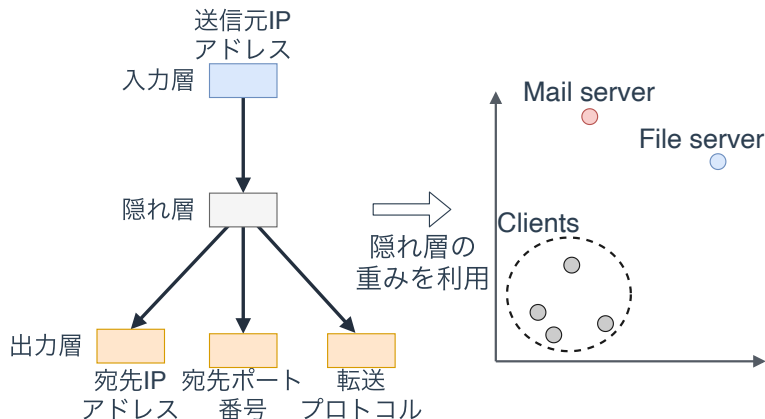 送信元IP
アドレス
入力層
隠れ層
出力層
宛先IP
アドレス
宛先ポート
番号
転送
プロトコル
隠れ層の
重みを利用
Mail server
File server
Clients